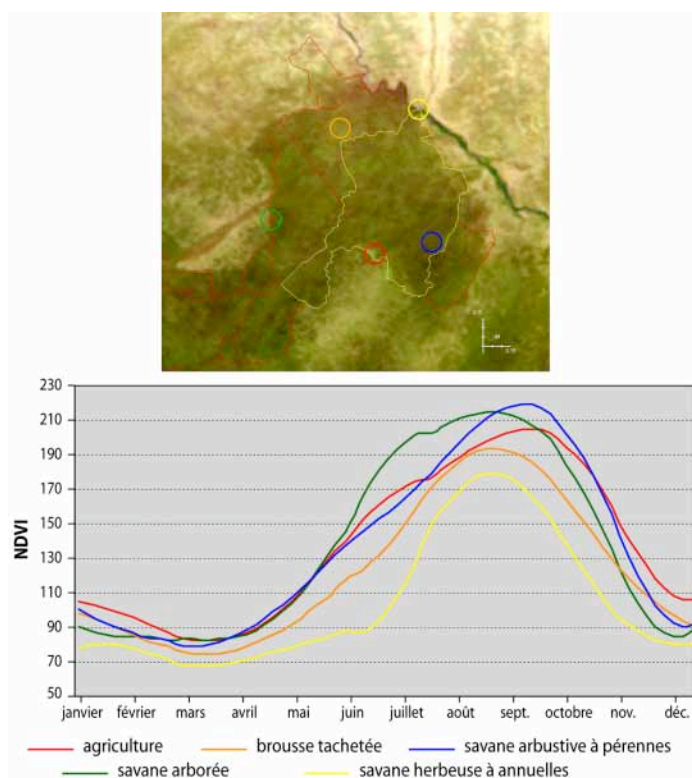 230
210
190
170
150
130
110
90
70
50
NDVI
janvier février mars avril mai juin juillet août sept. octobre nov. déc.
agriculture brousse tachetée savane arbustive à pérennes
savane arborée savane herbeuse à annuelles